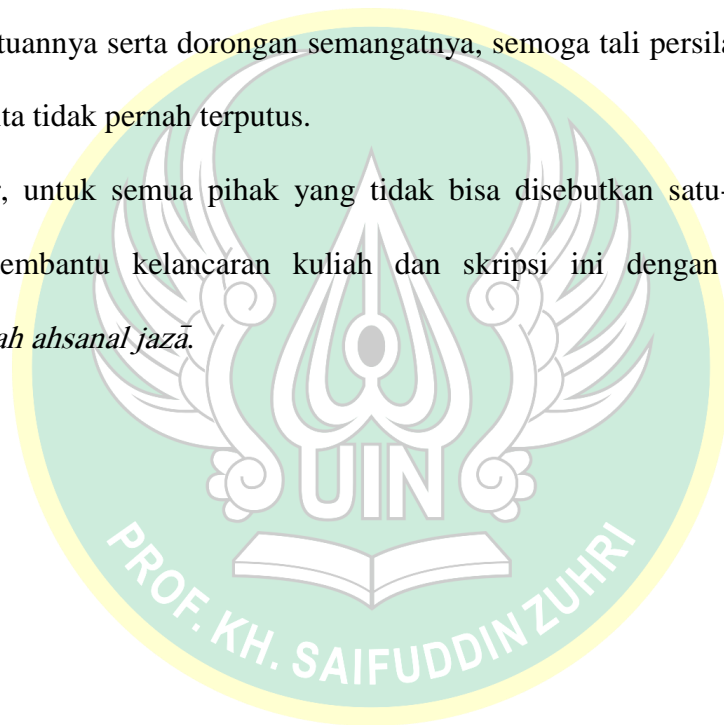 tuannya serta dorongan semangatnya, semoga tali persila
ta tidak pernah terputus.
, untuk semua pihak yang tidak bisa disebutkan satu-
embantu kelancaran kuliah dan skripsi ini dengan
ah ahsanal jazā.
UIN
PROF. KH. SAIFUDDIN ZUHRI